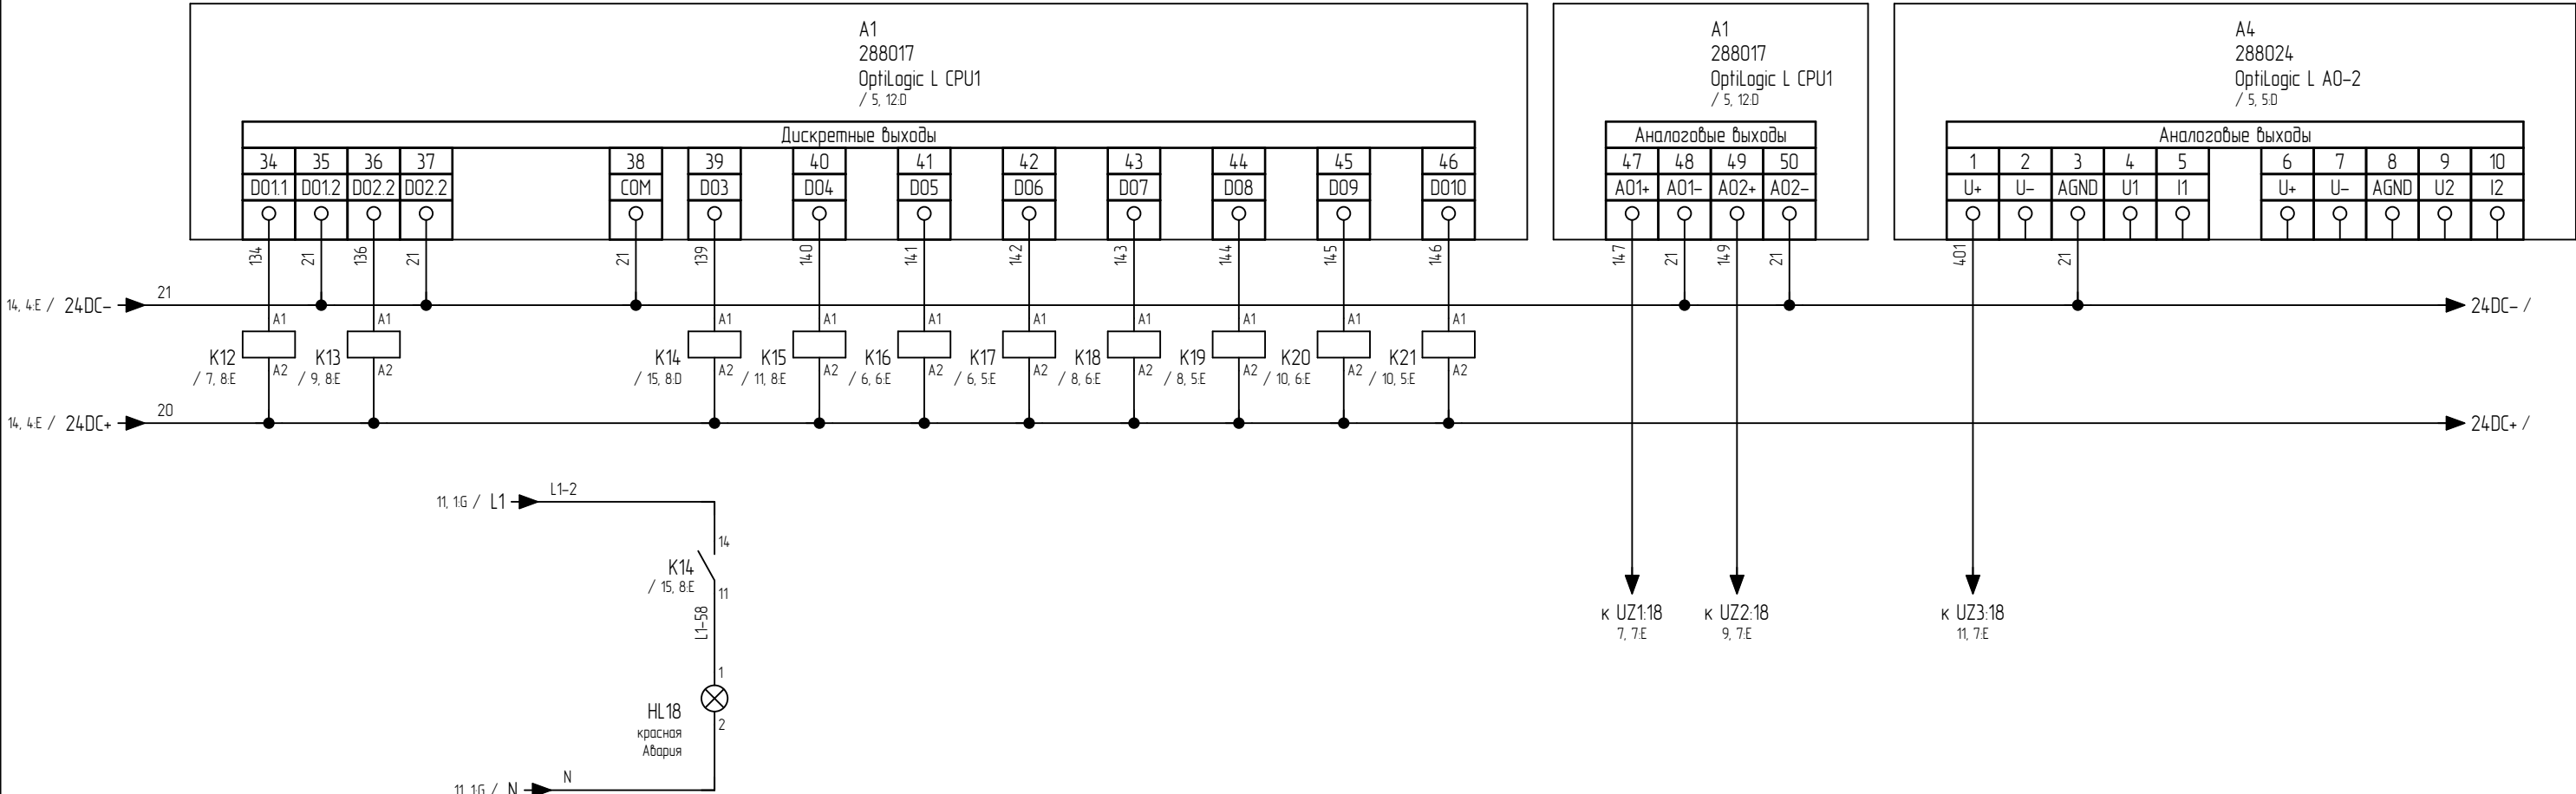 A1
288017
OptiLogic L CPU1
/ 5, 12:D
A1
288017
OptiLogic L CPU1
/ 5, 12:D
A4
288024
OptiLogic L AO-2
/ 5, 5:D
Дискретные выходы
Аналоговые выходы
Аналоговые выходы
34 35 36 37 38 39 40 41 42 43 44 45 46
47 48 49 50
1 2 3 4 5 6 7 8 9 10
DO1.1 DO1.2 DO2.2 DO2.2 COM DO3 DO4 DO5 DO6 DO7 DO8 DO9 DO10
AO1+ AO1- AO2+ AO2-
U+ U- AGND U1 I1 U+ U- AGND U2 I2
134 21 136 21 21 139 140 141 142 143 144 145 146
147 21 149 21
401 21
14, 4:E / 24DC- 21 24DC- /
A1 A1 A1 A1 A1 A1 A1 A1 A1 A1
K12 K13 K14 K15 K16 K17 K18 K19 K20 K21
A2 A2 A2 A2 A2 A2 A2 A2 A2 A2
/ 7, 8:E / 9, 8:E / 15, 8:D / 11, 8:E / 6, 6:E / 6, 5:E / 8, 6:E / 8, 5:E / 10, 6:E / 10, 5:E
14, 4:E / 24DC+ 20 24DC+ /
11, 1:G / L1 L1-2
14
K14
/ 15, 8:E
11
L1-58
1
HL18
2
красная
Авария
11, 1:G / N N
к UZ1:18
7, 7:E
к UZ2:18
9, 7:E
к UZ3:18
11, 7:E